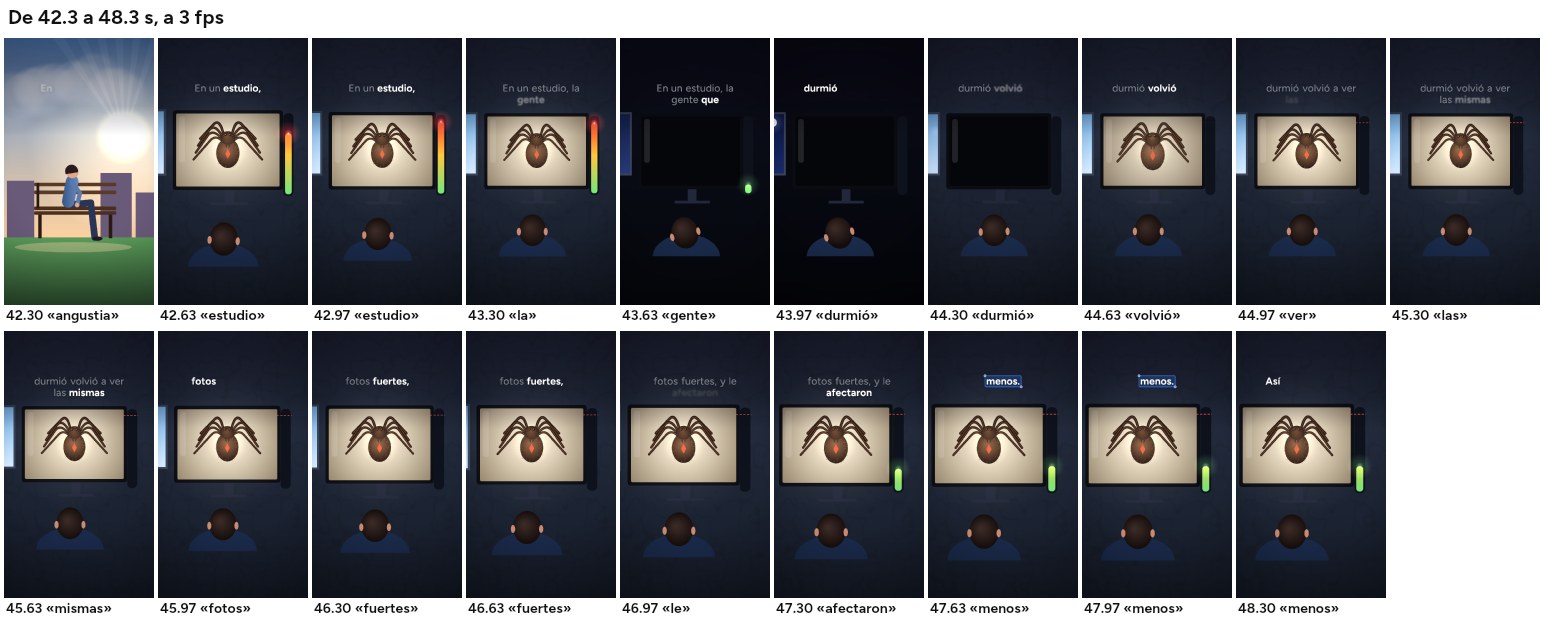 De 42.3 a 48.3 s, a 3 fps
En
En un estudio,
En un estudio,
En un estudio, la
gente
En un estudio, la
gente que
durmió
durmió volvió
durmió volvió
durmió volvió a ver
las
durmió volvió a ver
las mismas
42.30 «angustia»
42.63 «estudio»
42.97 «estudio»
43.30 «la»
43.63 «gente»
43.97 «durmió»
44.30 «durmió»
44.63 «volvió»
44.97 «ver»
45.30 «las»
durmió volvió a ver
las mismas
fotos
fotos fuertes,
fotos fuertes,
fotos fuertes, y le
afectaron
fotos fuertes, y le
afectaron
menos.
menos.
Así
45.63 «mismas»
45.97 «fotos»
46.30 «fuertes»
46.63 «fuertes»
46.97 «le»
47.30 «afectaron»
47.63 «menos»
47.97 «menos»
48.30 «menos»